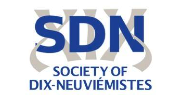 SDN
SOCIETY OF
DIX-NEUVIÉMISTES